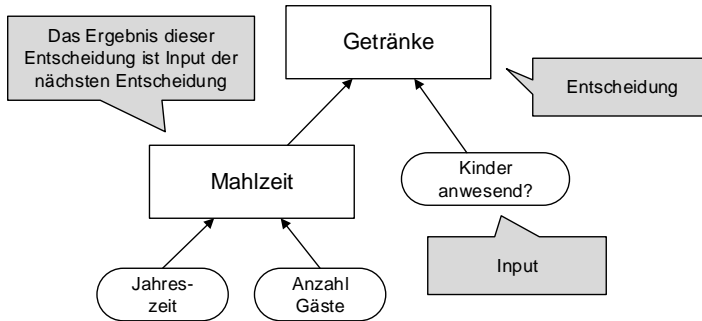 Das Ergebnis dieser
Entscheidung ist Input der
nächsten Entscheidung
Getränke
Entscheidung
Mahlzeit
Kinder
anwesend?
Jahres-
zeit
Anzahl
Gäste
Input